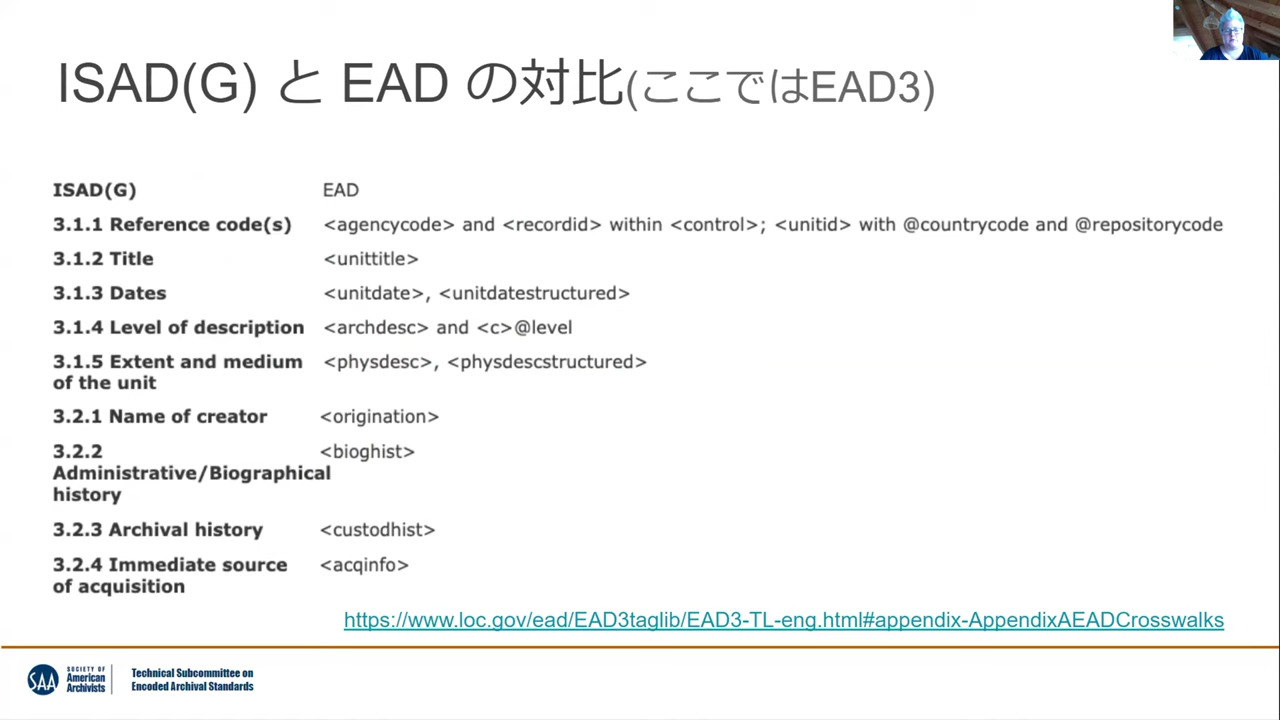 ISAD(G) と EAD の対比(ここではEAD3)
ISAD(G) EAD
3.1.1 Reference code(s) <agencycode> and <recordid> within <control>; <unitid> with @countrycode and @repositorycode
3.1.2 Title <unittitle>
3.1.3 Dates <unitdate>, <unitdatestructured>
3.1.4 Level of description <archdesc> and <c>@level
3.1.5 Extent and medium <physdesc>, <physdescstructured>
of the unit
3.2.1 Name of creator <origination>
3.2.2 <bioghist>
Administrative/Biographical
history
3.2.3 Archival history <custodhist>
3.2.4 Immediate source <acqinfo>
of acquisition
https://www.loc.gov/ead/EAD3taglib/EAD3-TL-eng.html#appendix-AppendixAEADCrosswalks
SAA
SOCIETY OF
American
Archivists
Technical Subcommittee on
Encoded Archival Standards